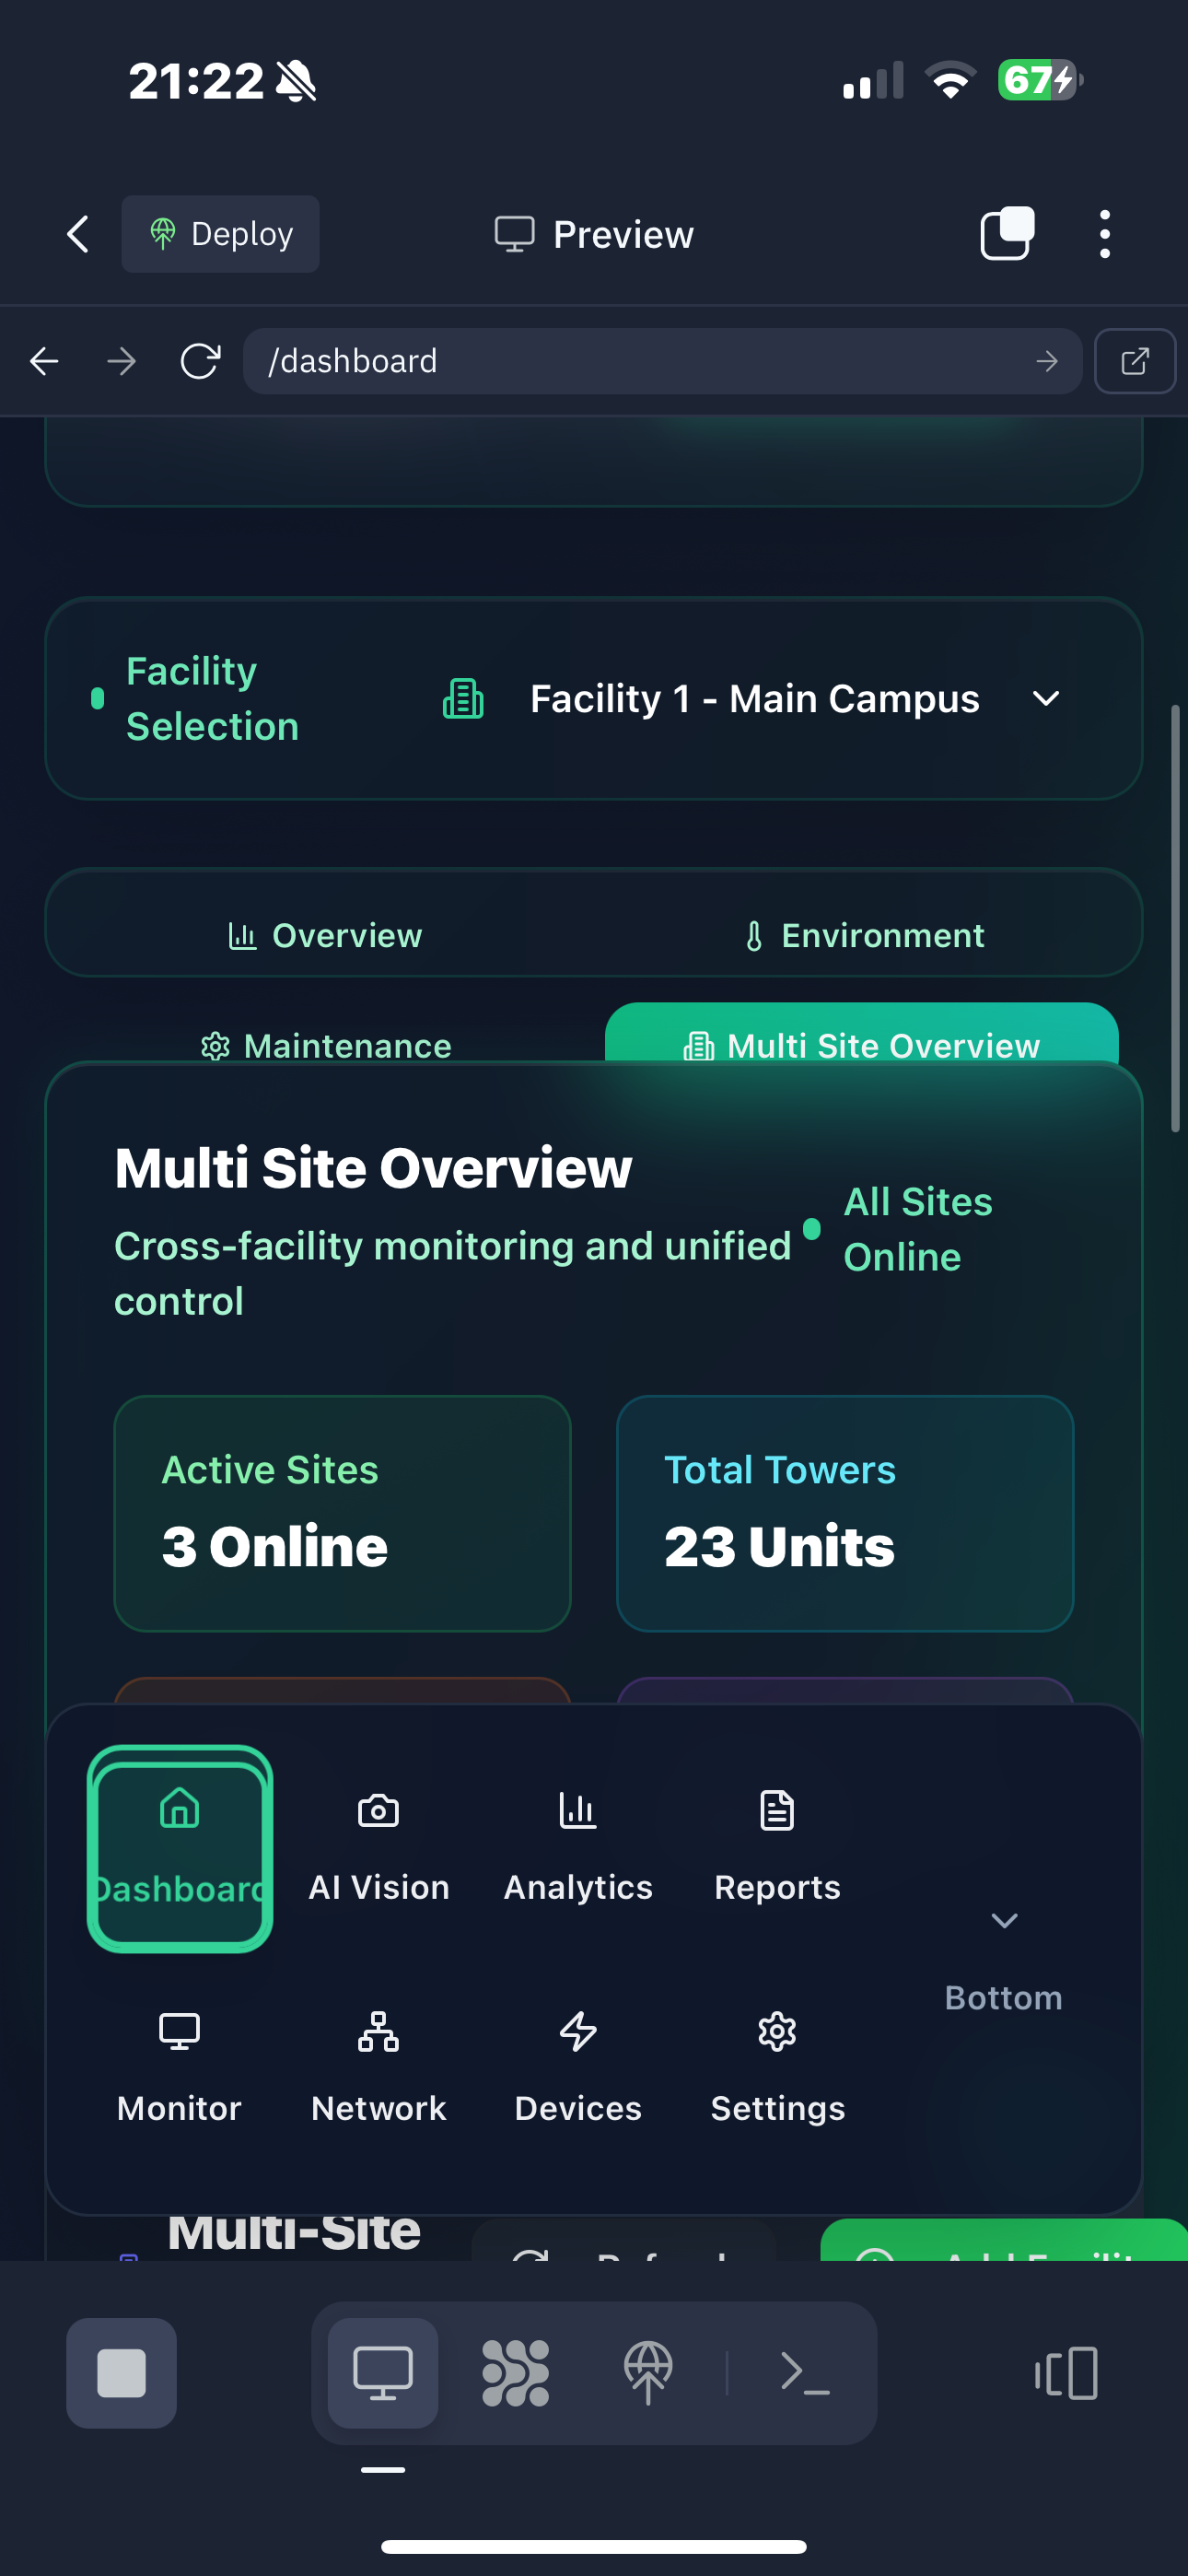 21:22
67
Deploy
Preview
/dashboard
Facility
Selection
Facility 1 - Main Campus
Overview
Environment
Maintenance
Multi Site Overview
Multi Site Overview
Cross-facility monitoring and unified
control
All Sites
Online
Active Sites
3 Online
Total Towers
23 Units
Dashboard
AI Vision
Analytics
Reports
Bottom
Monitor
Network
Devices
Settings
Multi-Site